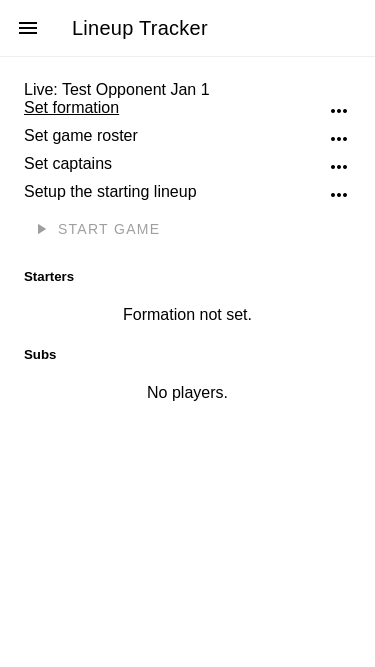 Lineup Tracker
Live: Test Opponent Jan 1
Set formation
Set game roster
Set captains
Setup the starting lineup
START GAME
Starters
Formation not set.
Subs
No players.